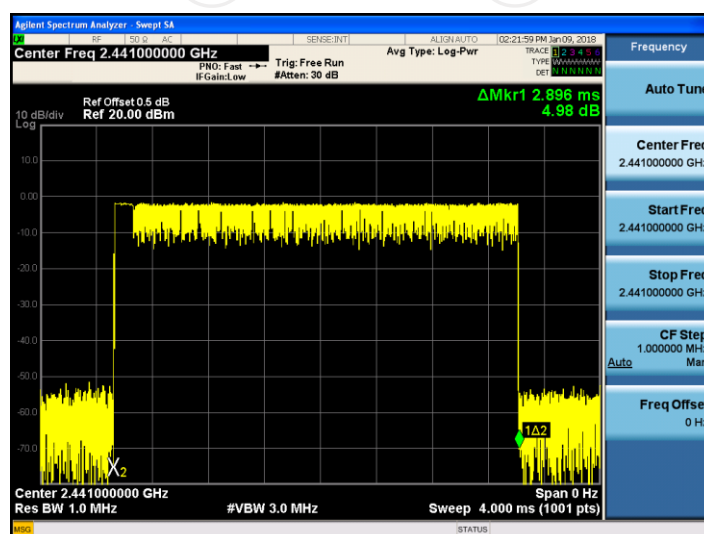 Agilent Spectrum Analyzer - Swept SA
LXI RF 50 Ω AC SENSE:INT ALIGNAUTO 02:21:59 PM Jan 09, 2018
Center Freq 2.441000000 GHz
PNO: Fast
IFGain:Low
Trig: Free Run
#Atten: 30 dB
Avg Type: Log-Pwr
TRACE 1 2 3 4 5 6
TYPE WWWWWW
DET N N N N N N
Frequency
ΔMkr1 2.896 ms
4.98 dB
Ref Offset 0.5 dB
10 dB/div Ref 20.00 dBm
Log
10.0
0.00
-10.0
-20.0
-30.0
-40.0
-50.0
-60.0
-70.0
1Δ2
X2
Center 2.441000000 GHz Span 0 Hz
Res BW 1.0 MHz #VBW 3.0 MHz Sweep 4.000 ms (1001 pts)
MSG STATUS
Auto Tune
Center Freq
2.441000000 GHz
Start Freq
2.441000000 GHz
Stop Freq
2.441000000 GHz
CF Step
1.000000 MHz
Auto Man
Freq Offset
0 Hz